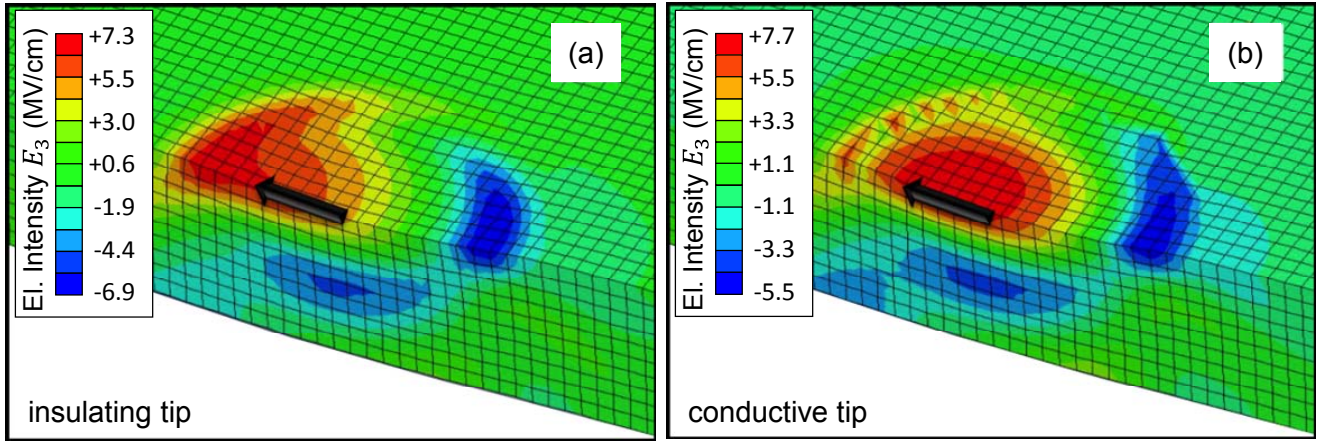 El. Intensity E₃ (MV/cm)
+7.3
+5.5
+3.0
+0.6
-1.9
-4.4
-6.9
(a)
insulating tip
El. Intensity E₃ (MV/cm)
+7.7
+5.5
+3.3
+1.1
-1.1
-3.3
-5.5
(b)
conductive tip